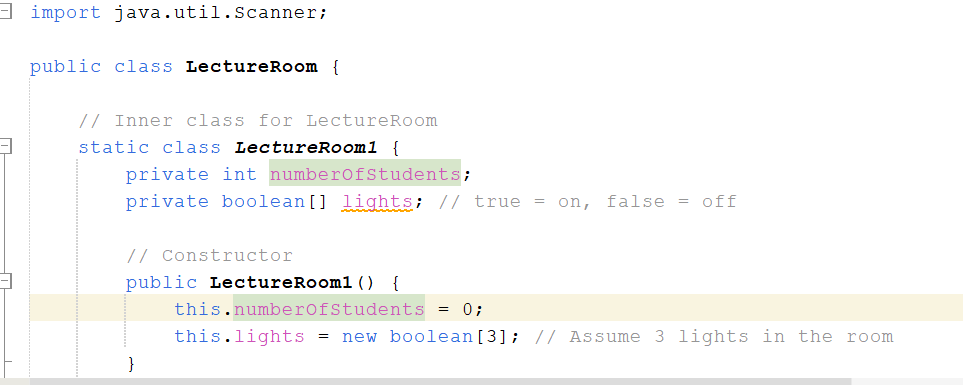 import java.util.Scanner;
public class LectureRoom {
// Inner class for LectureRoom
static class LectureRoom1 {
private int numberOfStudents;
private boolean[] lights; // true = on, false = off
// Constructor
public LectureRoom1() {
this.numberOfStudents = 0;
this.lights = new boolean[3]; // Assume 3 lights in the room
}